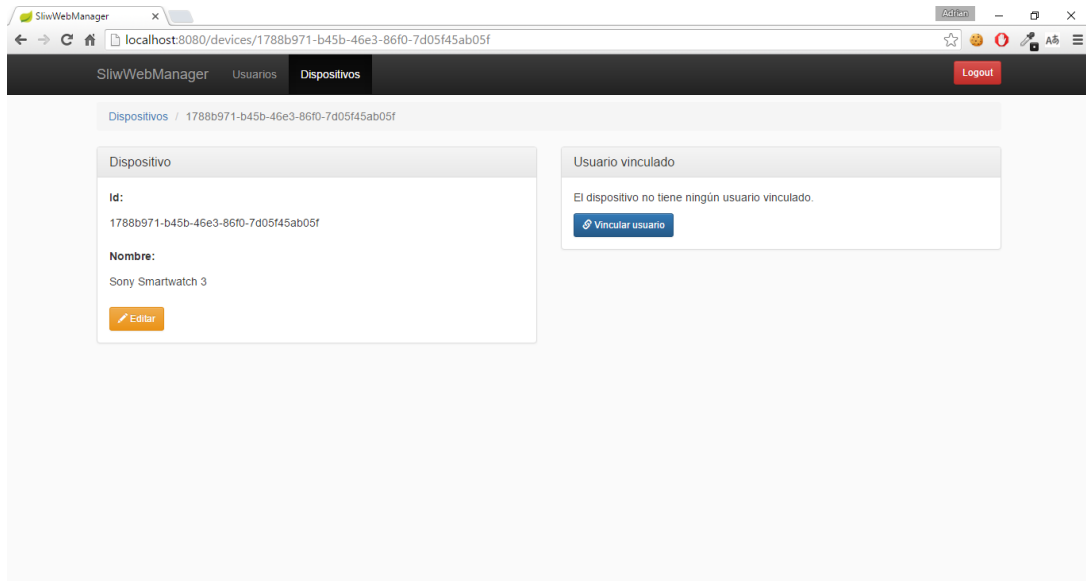 SliwWebManager
Adrian
localhost:8080/devices/1788b971-b45b-46e3-86f0-7d05f45ab05f
SliwWebManager Usuarios Dispositivos Logout
Dispositivos / 1788b971-b45b-46e3-86f0-7d05f45ab05f
Dispositivo
Id:
1788b971-b45b-46e3-86f0-7d05f45ab05f
Nombre:
Sony Smartwatch 3
Editar
Usuario vinculado
El dispositivo no tiene ningún usuario vinculado.
Vincular usuario